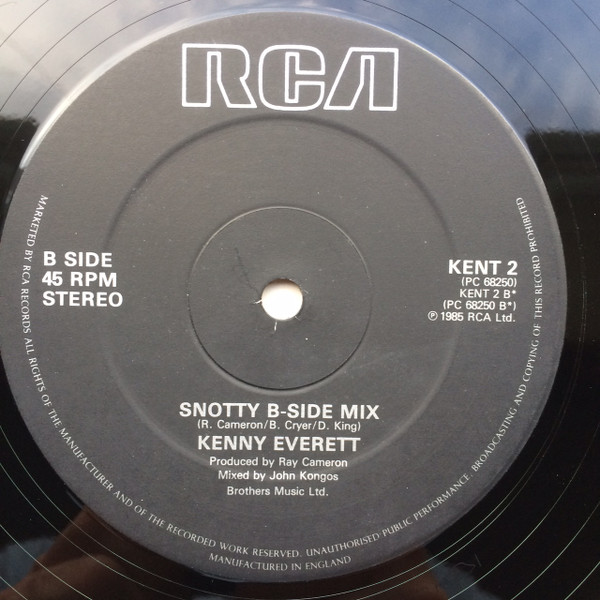 RCA
B SIDE
45 RPM
STEREO
KENT 2
(PC 68250)
KENT 2 B*
(PC 68250 B*)
℗ 1985 RCA Ltd.
SNOTTY B-SIDE MIX
(R. Cameron/B. Cryer/D. King)
KENNY EVERETT
Produced by Ray Cameron
Mixed by John Kongos
Brothers Music Ltd.
MARKETED BY RCA RECORDS ALL RIGHTS OF THE MANUFACTURER AND OF THE RECORDED WORK RESERVED. UNAUTHORISED PUBLIC PERFORMANCE, BROADCASTING AND COPYING OF THIS RECORD PROHIBITED
MANUFACTURED IN ENGLAND